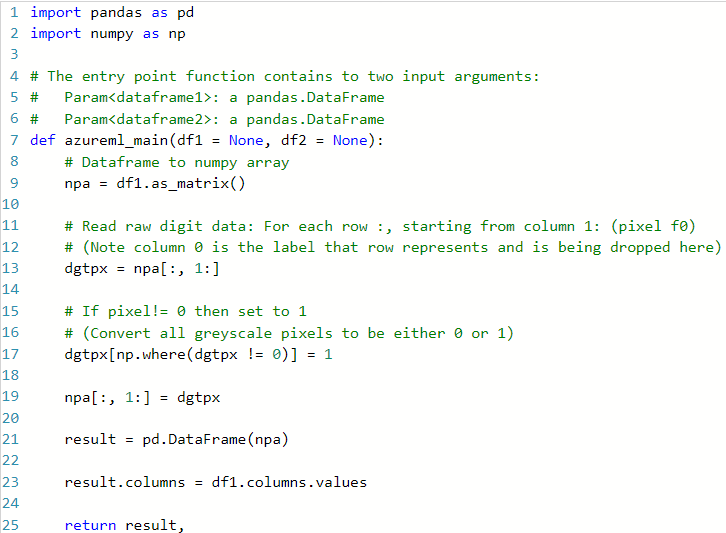 1 import pandas as pd
2 import numpy as np
3
4 # The entry point function contains to two input arguments:
5 #   Param<dataframe1>: a pandas.DataFrame
6 #   Param<dataframe2>: a pandas.DataFrame
7 def azureml_main(df1 = None, df2 = None):
8     # Dataframe to numpy array
9     npa = df1.as_matrix()
10
11     # Read raw digit data: For each row :, starting from column 1: (pixel f0)
12     # (Note column 0 is the label that row represents and is being dropped here)
13     dgtpx = npa[:, 1:]
14
15     # If pixel!= 0 then set to 1
16     # (Convert all greyscale pixels to be either 0 or 1)
17     dgtpx[np.where(dgtpx != 0)] = 1
18
19     npa[:, 1:] = dgtpx
20
21     result = pd.DataFrame(npa)
22
23     result.columns = df1.columns.values
24
25     return result,